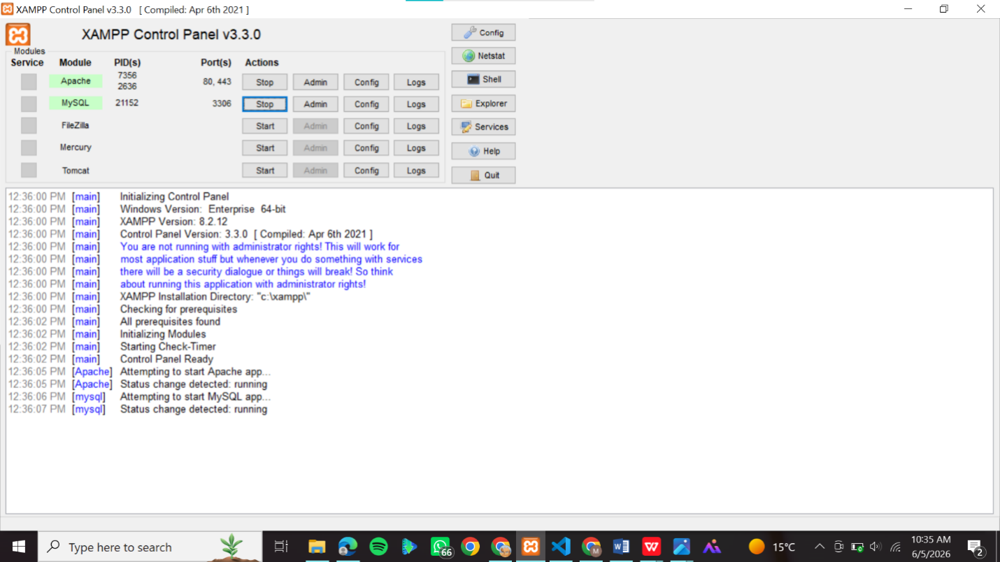 XAMPP Control Panel v3.3.0 [ Compiled: Apr 6th 2021 ]
XAMPP Control Panel v3.3.0
Config
Modules
Service Module PID(s) Port(s) Actions
Netstat
Apache 7356 2636 80, 443 Stop Admin Config Logs
Shell
MySQL 21152 3306 Stop Admin Config Logs
Explorer
FileZilla Start Admin Config Logs
Services
Mercury Start Admin Config Logs
Help
Tomcat Start Admin Config Logs
Quit
12:36:00 PM [main] Initializing Control Panel
12:36:00 PM [main] Windows Version: Enterprise 64-bit
12:36:00 PM [main] XAMPP Version: 8.2.12
12:36:00 PM [main] Control Panel Version: 3.3.0 [ Compiled: Apr 6th 2021 ]
12:36:00 PM [main] You are not running with administrator rights! This will work for
12:36:00 PM [main] most application stuff but whenever you do something with services
12:36:00 PM [main] there will be a security dialogue or things will break! So think
12:36:00 PM [main] about running this application with administrator rights!
12:36:00 PM [main] XAMPP Installation Directory: "c:\xampp\"
12:36:00 PM [main] Checking for prerequisites
12:36:02 PM [main] All prerequisites found
12:36:02 PM [main] Initializing Modules
12:36:02 PM [main] Starting Check-Timer
12:36:02 PM [main] Control Panel Ready
12:36:05 PM [Apache] Attempting to start Apache app...
12:36:05 PM [Apache] Status change detected: running
12:36:06 PM [mysql] Attempting to start MySQL app...
12:36:07 PM [mysql] Status change detected: running
Type here to search
66
M
W
W
15°C
10:35 AM
6/5/2026
2